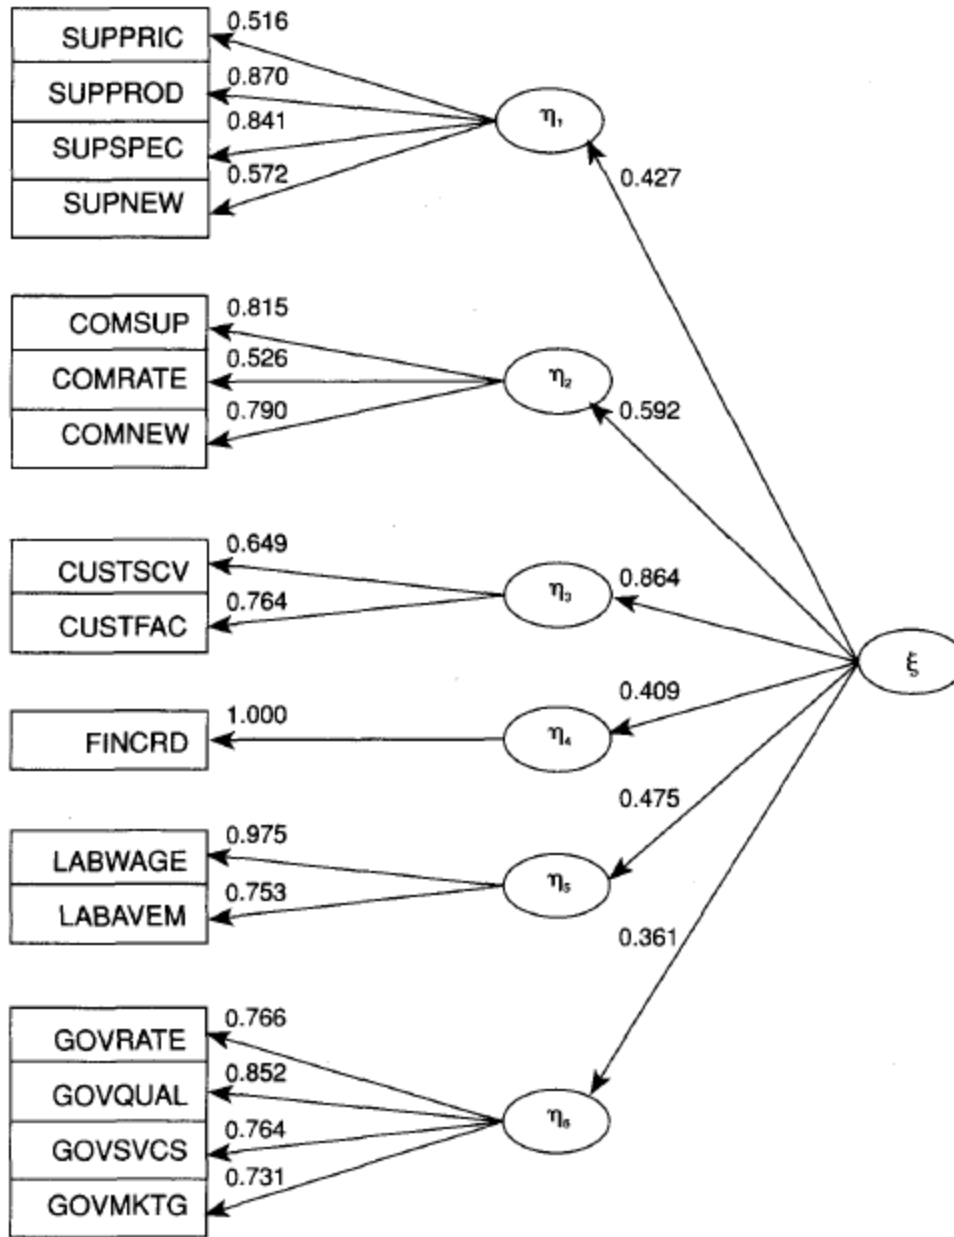 SUPPRIC
0.516
SUPPROD
0.870
SUPSPEC
0.841
SUPNEW
0.572
η₁
0.427
COMSUP
0.815
COMRATE
0.526
COMNEW
0.790
η₂
0.592
CUSTSCV
0.649
CUSTFAC
0.764
η₃
0.864
ξ
FINCRD
1.000
η₄
0.409
LABWAGE
0.975
LABAVEM
0.753
η₅
0.475
GOVRATE
0.766
GOVQUAL
0.852
GOVSVCS
0.764
GOVMKTG
0.731
η₆
0.361